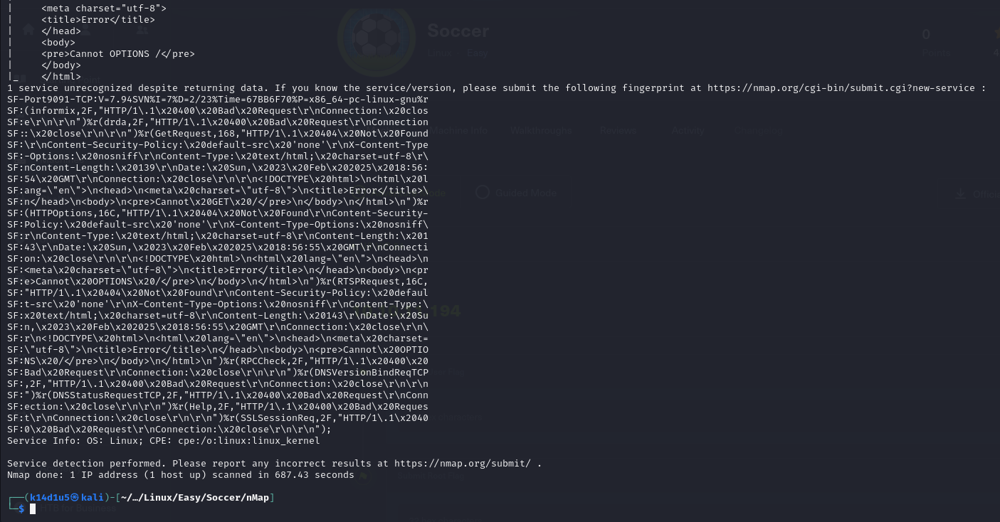 |     <meta charset="utf-8">
|     <title>Error</title>
|     </head>
|     <body>
|     <pre>Cannot OPTIONS /</pre>
|     </body>
|_    </html>
1 service unrecognized despite returning data. If you know the service/version, please submit the following fingerprint at https://nmap.org/cgi-bin/submit.cgi?new-service :
SF-Port9091-TCP:V=7.94SVN%I=7%D=2/23%Time=67BB6F70%P=x86_64-pc-linux-gnu%r
SF:(informix,2F,"HTTP/1\.1\x20400\x20Bad\x20Request\r\nConnection:\x20clos
SF:e\r\n\r\n")%r(drda,2F,"HTTP/1\.1\x20400\x20Bad\x20Request\r\nConnection
SF::\x20close\r\n\r\n")%r(GetRequest,168,"HTTP/1\.1\x20404\x20Not\x20Found
SF:\r\nContent-Security-Policy:\x20default-src\x20'none'\r\nX-Content-Type
SF:-Options:\x20nosniff\r\nContent-Type:\x20text/html;\x20charset=utf-8\r\
SF:nContent-Length:\x20139\r\nDate:\x20Sun,\x2023\x20Feb\x202025\x2018:56:
SF:54\x20GMT\r\nConnection:\x20close\r\n\r\n<!DOCTYPE\x20html>\n<html\x20l
SF:ang=\"en\">\n<head>\n<meta\x20charset=\"utf-8\">\n<title>Error</title>\
SF:n</head>\n<body>\n<pre>Cannot\x20GET\x20/</pre>\n</body>\n</html>\n")%r
SF:(HTTPOptions,16C,"HTTP/1\.1\x20404\x20Not\x20Found\r\nContent-Security-
SF:Policy:\x20default-src\x20'none'\r\nX-Content-Type-Options:\x20nosniff\
SF:r\nContent-Type:\x20text/html;\x20charset=utf-8\r\nContent-Length:\x201
SF:43\r\nDate:\x20Sun,\x2023\x20Feb\x202025\x2018:56:55\x20GMT\r\nConnecti
SF:on:\x20close\r\n\r\n<!DOCTYPE\x20html>\n<html\x20lang=\"en\">\n<head>\n
SF:<meta\x20charset=\"utf-8\">\n<title>Error</title>\n</head>\n<body>\n<pr
SF:e>Cannot\x20OPTIONS\x20/</pre>\n</body>\n</html>\n")%r(RTSPRequest,16C,
SF:"HTTP/1\.1\x20404\x20Not\x20Found\r\nContent-Security-Policy:\x20defaul
SF:t-src\x20'none'\r\nX-Content-Type-Options:\x20nosniff\r\nContent-Type:\
SF:x20text/html;\x20charset=utf-8\r\nContent-Length:\x20143\r\nDate:\x20Su
SF:n,\x2023\x20Feb\x202025\x2018:56:55\x20GMT\r\nConnection:\x20close\r\n\
SF:r\n<!DOCTYPE\x20html>\n<html\x20lang=\"en\">\n<head>\n<meta\x20charset=
SF:\"utf-8\">\n<title>Error</title>\n</head>\n<body>\n<pre>Cannot\x20OPTIO
SF:NS\x20/</pre>\n</body>\n</html>\n")%r(RPCCheck,2F,"HTTP/1\.1\x20400\x20
SF:Bad\x20Request\r\nConnection:\x20close\r\n\r\n")%r(DNSVersionBindReqTCP
SF:,2F,"HTTP/1\.1\x20400\x20Bad\x20Request\r\nConnection:\x20close\r\n\r\n
SF:")%r(DNSStatusRequestTCP,2F,"HTTP/1\.1\x20400\x20Bad\x20Request\r\nConn
SF:ection:\x20close\r\n\r\n")%r(Help,2F,"HTTP/1\.1\x20400\x20Bad\x20Reques
SF:t\r\nConnection:\x20close\r\n\r\n")%r(SSLSessionReq,2F,"HTTP/1\.1\x2040
SF:0\x20Bad\x20Request\r\nConnection:\x20close\r\n\r\n");
Service Info: OS: Linux; CPE: cpe:/o:linux:linux_kernel
Service detection performed. Please report any incorrect results at https://nmap.org/submit/ .
Nmap done: 1 IP address (1 host up) scanned in 687.43 seconds
┌──(k14d1u5㉿kali)-[~/…/Linux/Easy/Soccer/nMap]
└─$
Soccer
Linux Easy
0
Points
Machine Info Walkthroughs Reviews Activity Changelog
Guided Mode
194
HTB for Business